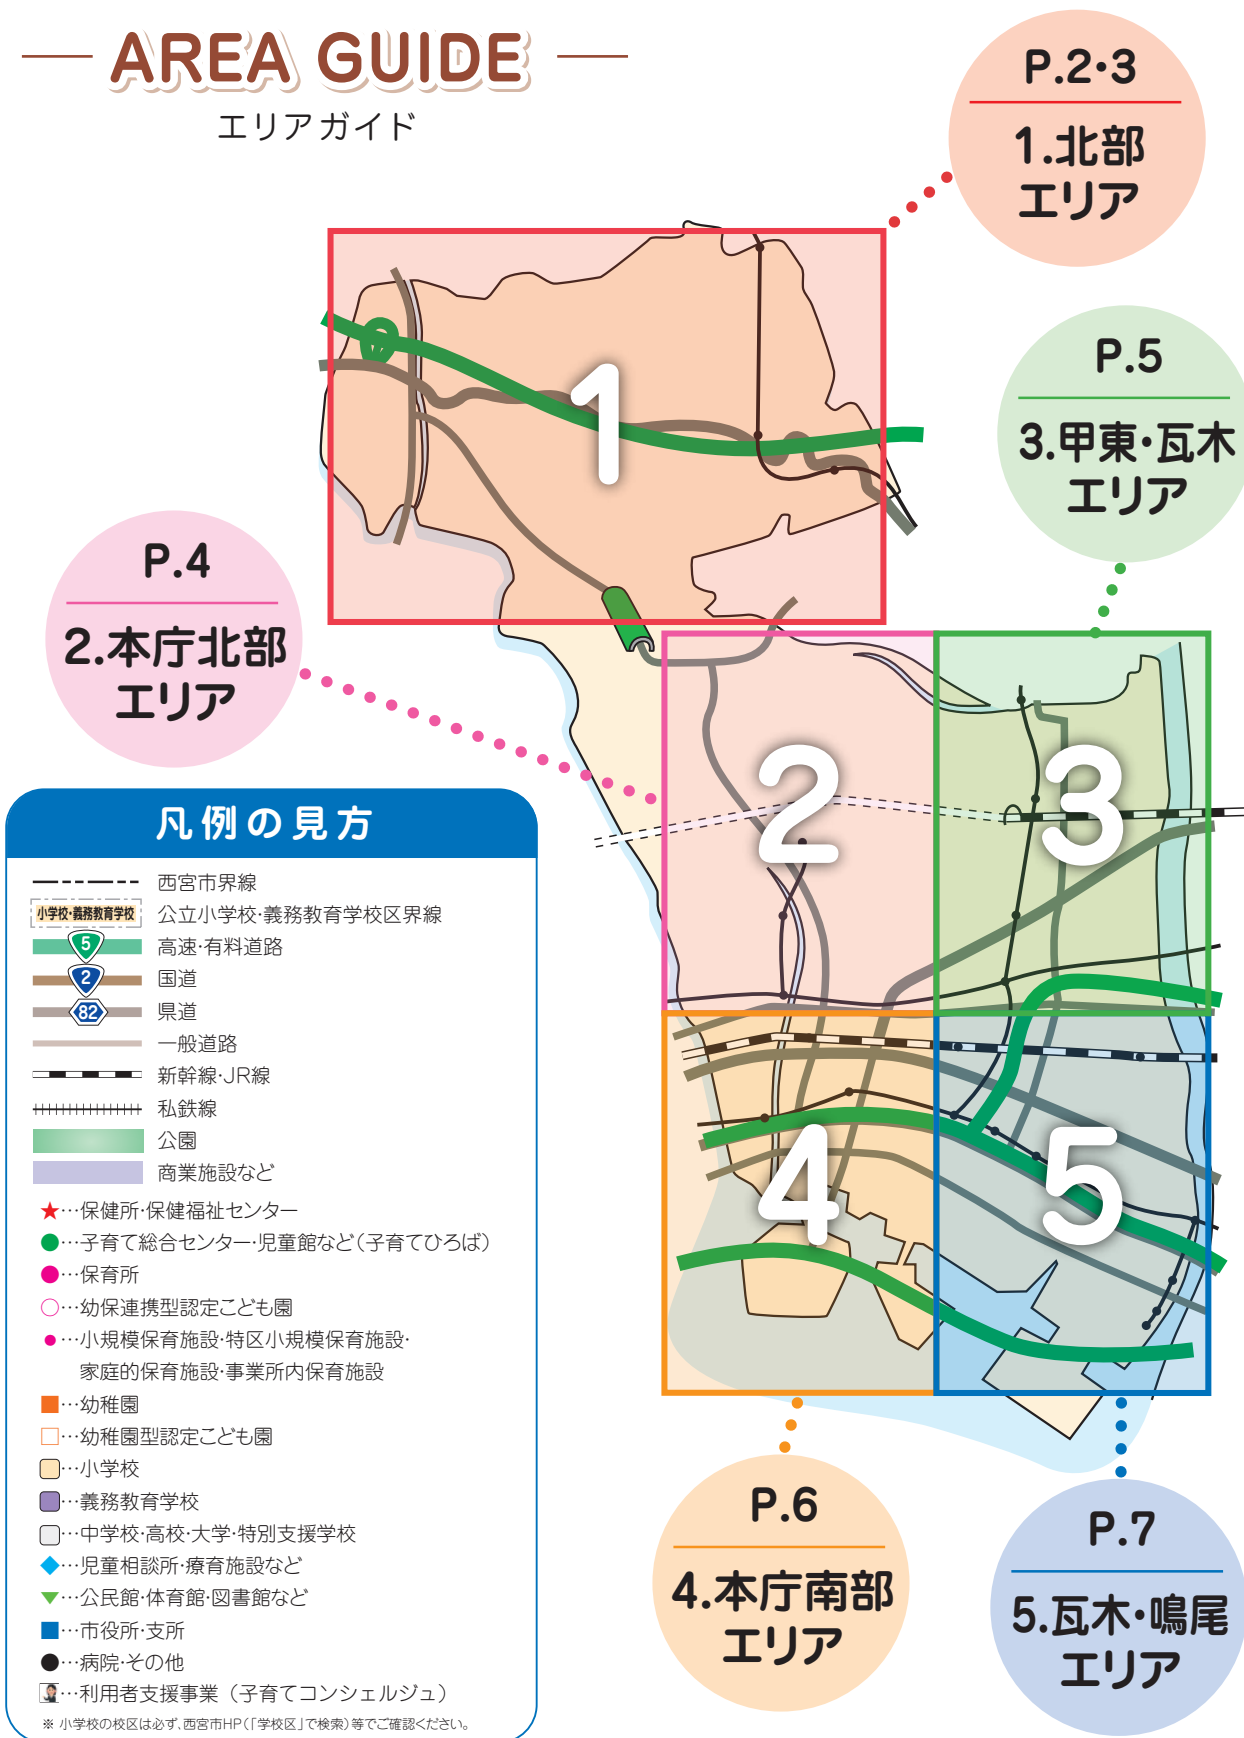 AREA GUIDE
エリアガイド
P.2・3
1.北部
エリア
P.5
3.甲東・瓦木
エリア
P.4
2.本庁北部
エリア
1
2
3
4
5
凡例の見方
西宮市界線
小学校・義務教育学校 公立小学校・義務教育学校区界線
5 高速・有料道路
2 国道
82 県道
一般道路
新幹線・JR線
私鉄線
公園
商業施設など
★…保健所・保健福祉センター
●…子育て総合センター・児童館など（子育てひろば）
●…保育所
○…幼保連携型認定こども園
●…小規模保育施設・特区小規模保育施設・
家庭的保育施設・事業所内保育施設
■…幼稚園
□…幼稚園型認定こども園
…小学校
…義務教育学校
…中学校・高校・大学・特別支援学校
◆…児童相談所・療育施設など
▼…公民館・体育館・図書館など
■…市役所・支所
●…病院・その他
…利用者支援事業（子育てコンシェルジュ）
※ 小学校の校区は必ず、西宮市HP（「学校区」で検索）等でご確認ください。
P.6
4.本庁南部
エリア
P.7
5.瓦木・鳴尾
エリア